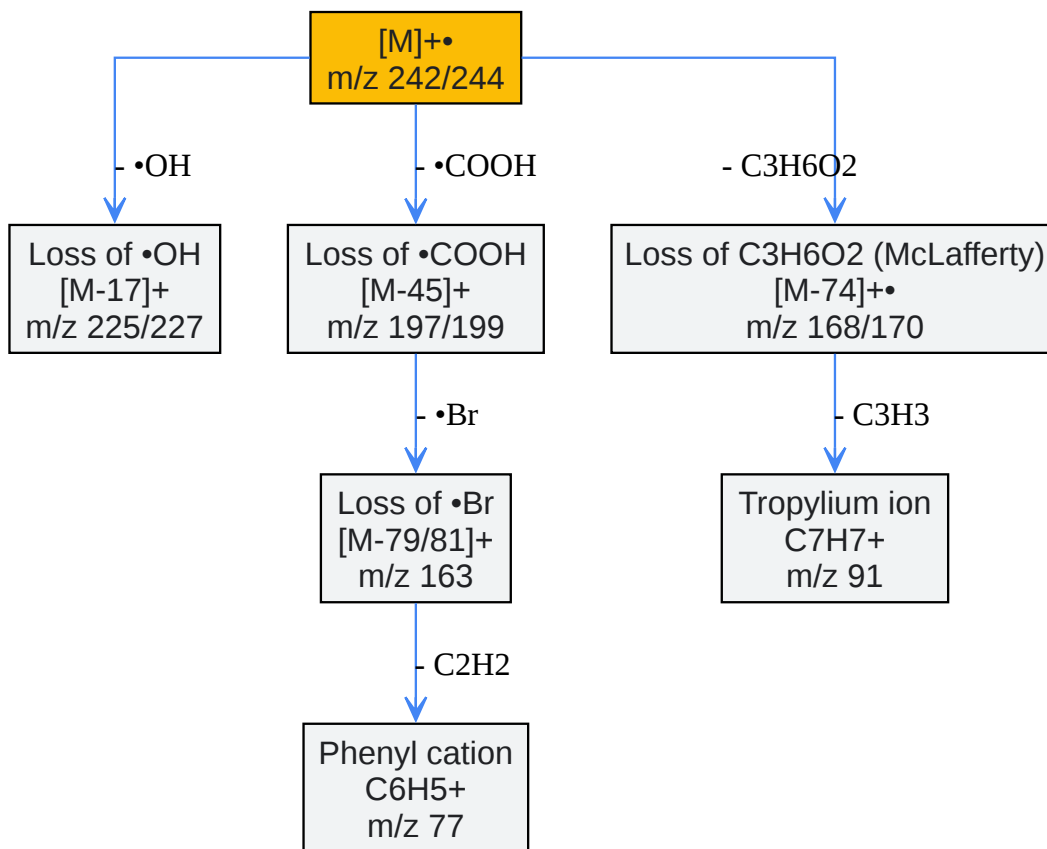 [M]+•
m/z 242/244
- •OH
- •COOH
- C3H6O2
Loss of •OH
[M-17]+
m/z 225/227
Loss of •COOH
[M-45]+
m/z 197/199
Loss of C3H6O2 (McLafferty)
[M-74]+•
m/z 168/170
- •Br
- C3H3
Loss of •Br
[M-79/81]+
m/z 163
Tropylium ion
C7H7+
m/z 91
- C2H2
Phenyl cation
C6H5+
m/z 77